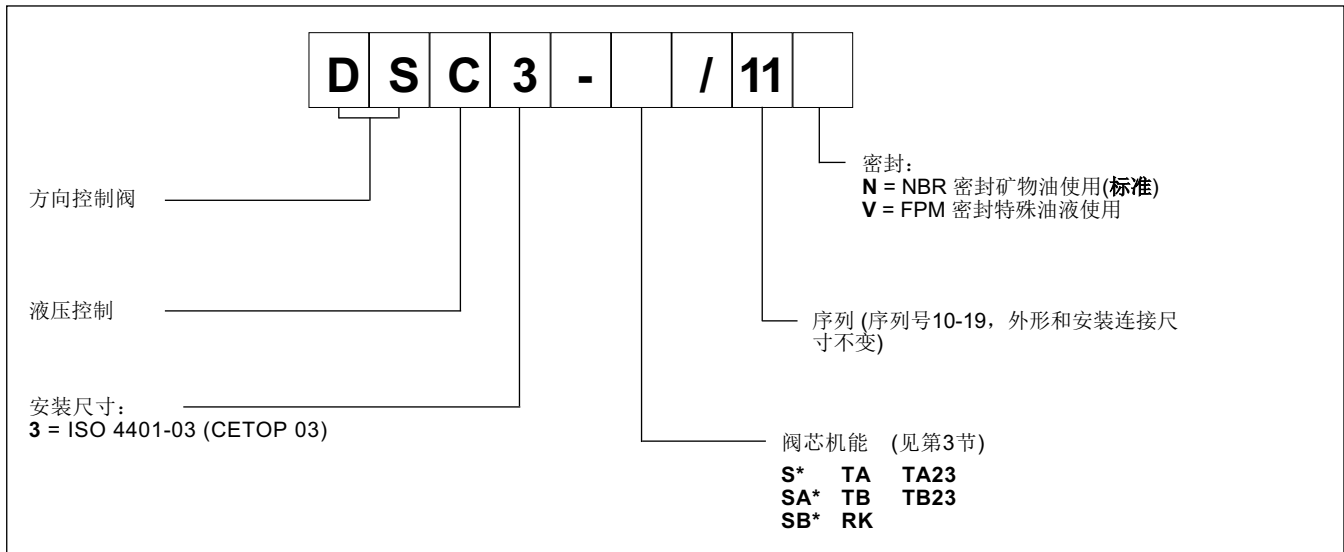 D S C 3 - / 11
方向控制阀
液压控制
安装尺寸：
3 = ISO 4401-03 (CETOP 03)
密封：
N = NBR 密封矿物油使用(标准)
V = FPM 密封特殊油液使用
序列 (序列号10-19，外形和安装连接尺
寸不变)
阀芯机能 (见第3节)
S* TA TA23
SA* TB TB23
SB* RK